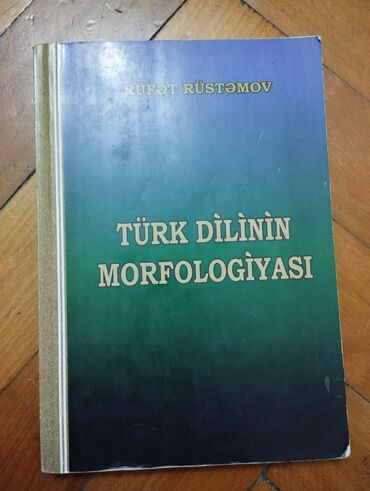 RÜFƏT RÜSTƏMOV
TÜRK DİLİNİN
MORFOLOGİYASI